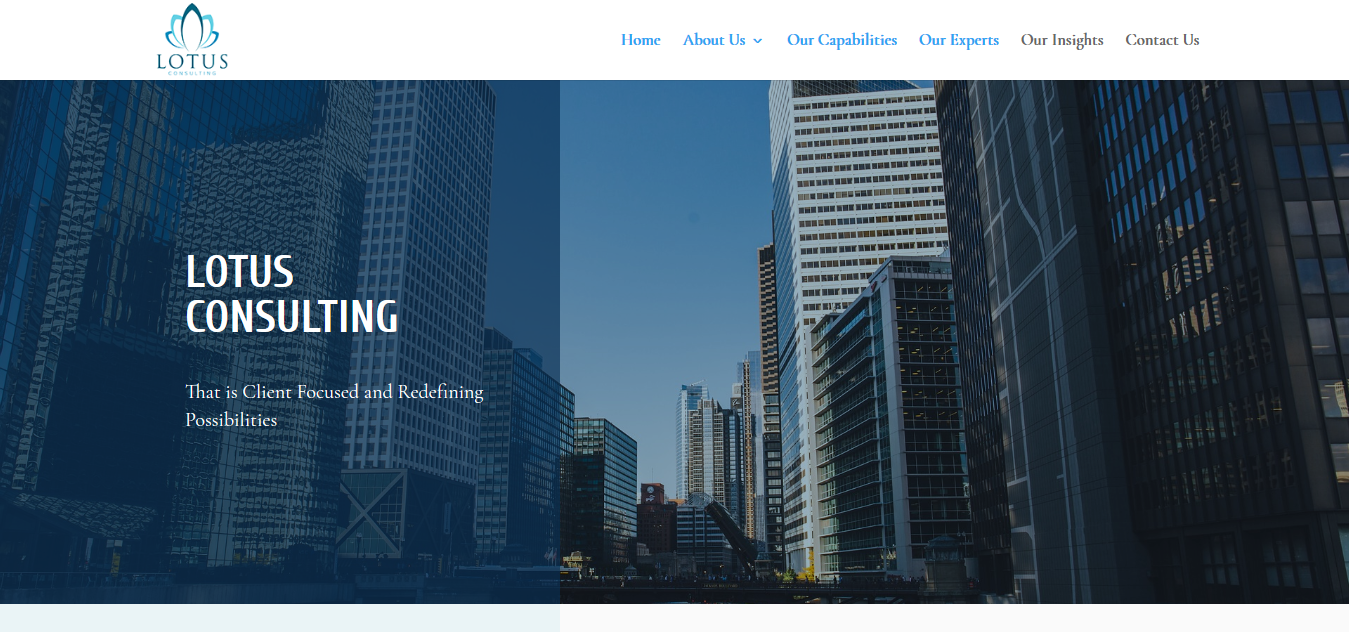 LOTUS
CONSULTING
Home About Us Our Capabilities Our Experts Our Insights Contact Us
LOTUS
CONSULTING
That is Client Focused and Redefining
Possibilities